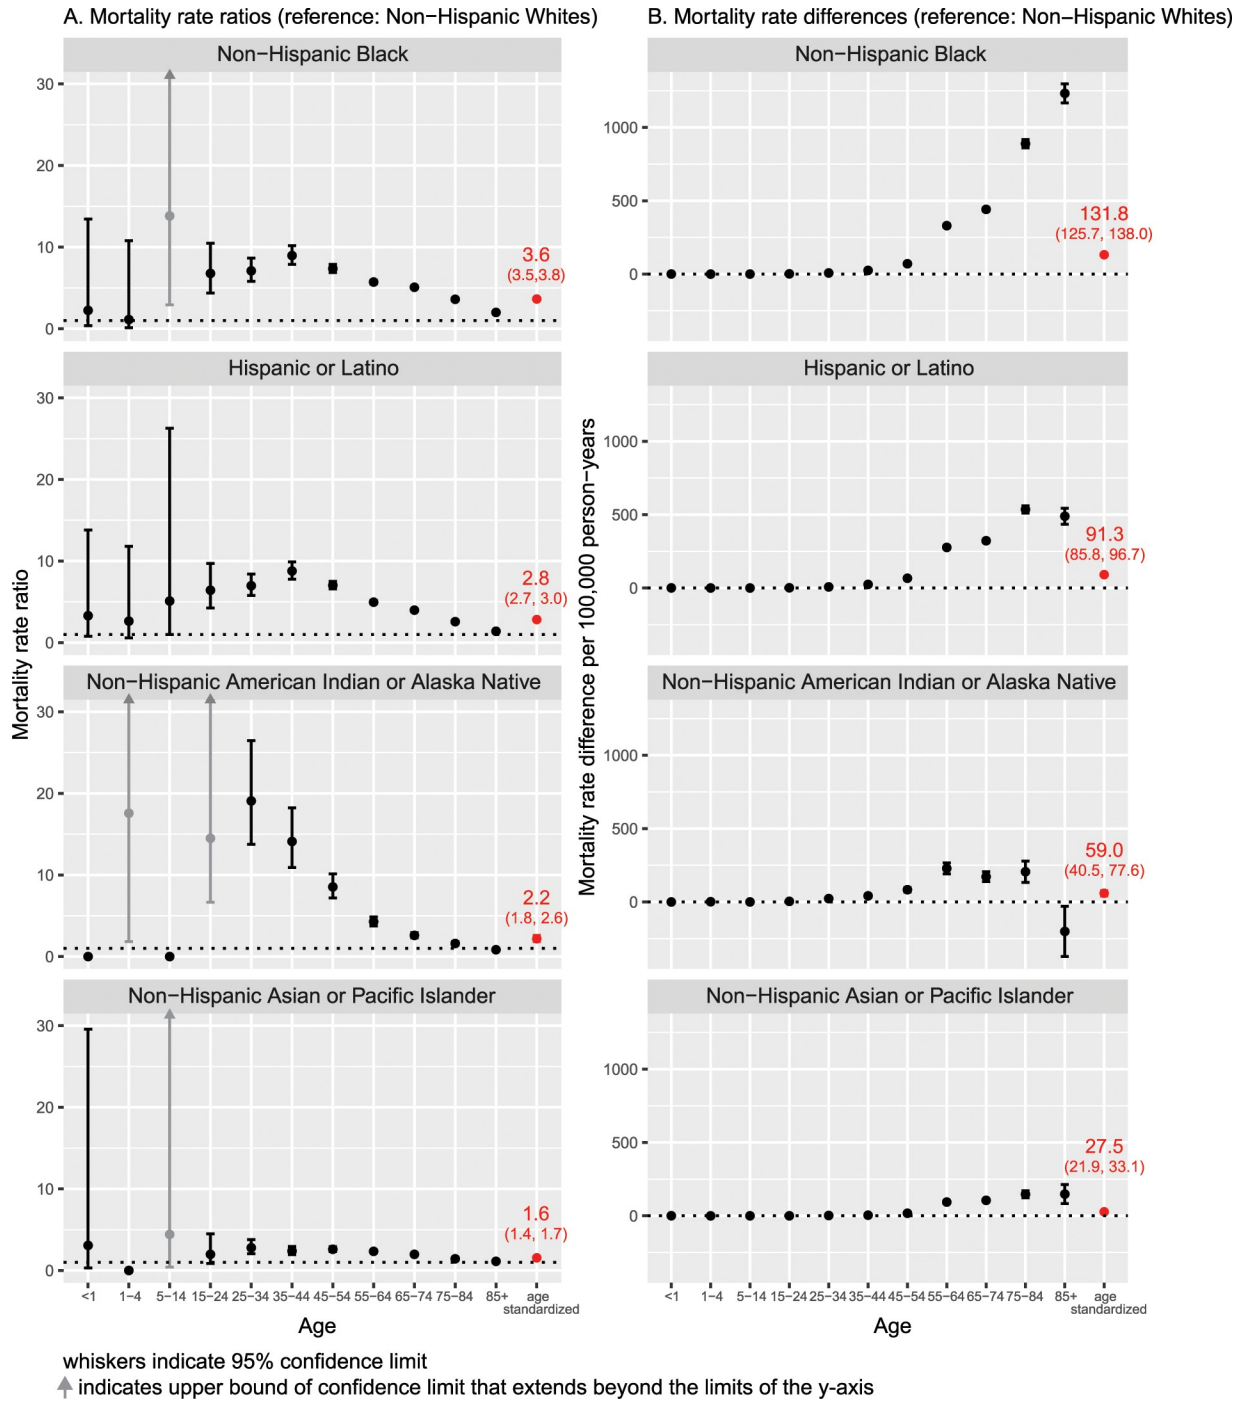 A. Mortality rate ratios (reference: Non−Hispanic Whites)
Non−Hispanic Black
30
20
10
0
3.6
(3.5,3.8)
Hispanic or Latino
30
20
10
0
2.8
(2.7, 3.0)
Non−Hispanic American Indian or Alaska Native
30
20
10
0
2.2
(1.8, 2.6)
Non−Hispanic Asian or Pacific Islander
30
20
10
0
1.6
(1.4, 1.7)
Mortality rate ratio
<1 1−4 5−14 15−24 25−34 35−44 45−54 55−64 65−74 75−84 85+ age
standardized
Age
B. Mortality rate differences (reference: Non−Hispanic Whites)
Non−Hispanic Black
1000
500
0
131.8
(125.7, 138.0)
Hispanic or Latino
1000
500
0
91.3
(85.8, 96.7)
Non−Hispanic American Indian or Alaska Native
1000
500
0
59.0
(40.5, 77.6)
Non−Hispanic Asian or Pacific Islander
1000
500
0
27.5
(21.9, 33.1)
Mortality rate difference per 100,000 person−years
<1 1−4 5−14 15−24 25−34 35−44 45−54 55−64 65−74 75−84 85+ age
standardized
Age
whiskers indicate 95% confidence limit
indicates upper bound of confidence limit that extends beyond the limits of the y−axis